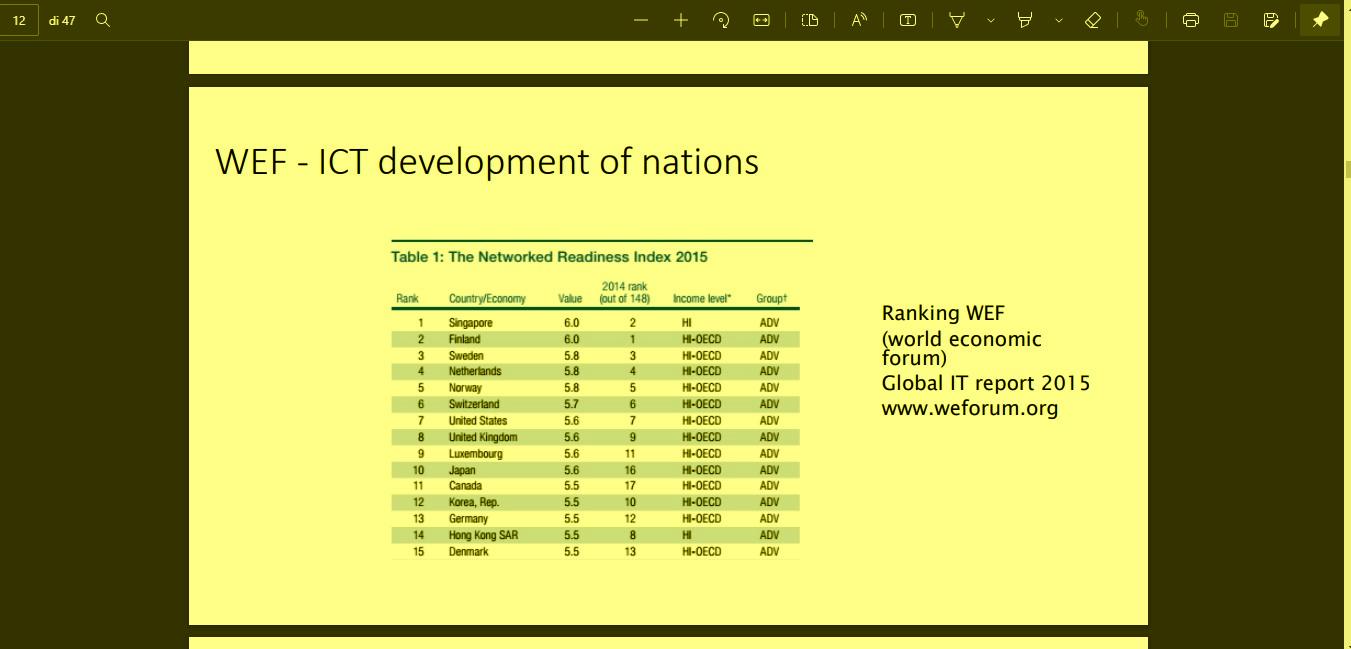 12 di 47
WEF - ICT development of nations
Table 1: The Networked Readiness Index 2015
Rank Country/Economy Value 2014 rank (out of 148) Income level* Group†
1 Singapore 6.0 2 HI ADV
2 Finland 6.0 1 HI-OECD ADV
3 Sweden 5.8 3 HI-OECD ADV
4 Netherlands 5.8 4 HI-OECD ADV
5 Norway 5.8 5 HI-OECD ADV
6 Switzerland 5.7 6 HI-OECD ADV
7 United States 5.6 7 HI-OECD ADV
8 United Kingdom 5.6 9 HI-OECD ADV
9 Luxembourg 5.6 11 HI-OECD ADV
10 Japan 5.6 16 HI-OECD ADV
11 Canada 5.5 17 HI-OECD ADV
12 Korea, Rep. 5.5 10 HI-OECD ADV
13 Germany 5.5 12 HI-OECD ADV
14 Hong Kong SAR 5.5 8 HI ADV
15 Denmark 5.5 13 HI-OECD ADV
Ranking WEF
(world economic
forum)
Global IT report 2015
www.weforum.org